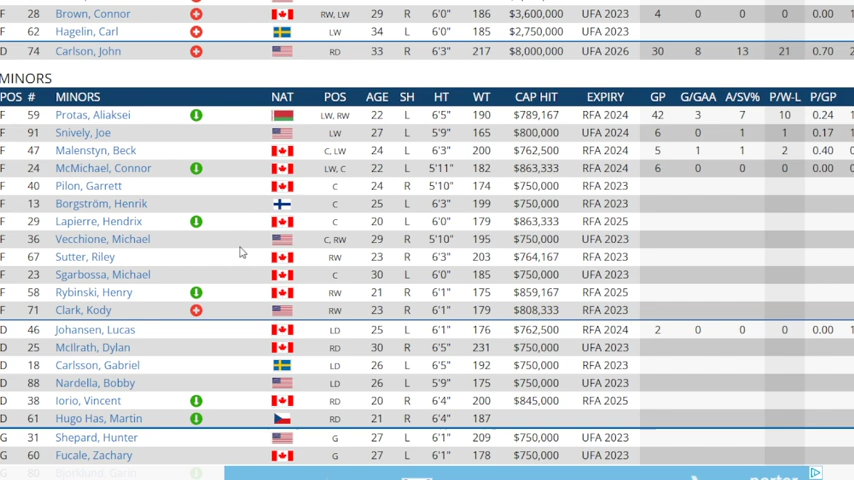 F 28 Brown, Connor RW, LW 29 R 6'0" 186 $3,600,000 UFA 2023 4 0 0 0 0.00
F 62 Hagelin, Carl LW 34 L 6'0" 185 $2,750,000 UFA 2023
D 74 Carlson, John RD 33 R 6'3" 217 $8,000,000 UFA 2026 30 8 13 21 0.70
MINORS
POS # MINORS NAT POS AGE SH HT WT CAP HIT EXPIRY GP G/GAA A/SV% P/W-L P/GP
F 59 Protas, Aliaksei LW, RW 22 L 6'5" 190 $789,167 RFA 2024 42 3 7 10 0.24
F 91 Snively, Joe LW 27 L 5'9" 165 $800,000 UFA 2024 6 0 1 1 0.17
F 47 Malenstyn, Beck C, LW 24 L 6'3" 200 $762,500 RFA 2024 5 1 1 2 0.40
F 24 McMichael, Connor LW, C 22 L 5'11" 182 $863,333 RFA 2024 6 0 0 0 0.00
F 40 Pilon, Garrett C 24 R 5'10" 174 $750,000 RFA 2023
F 13 Borgström, Henrik C 25 L 6'3" 199 $750,000 RFA 2023
F 29 Lapierre, Hendrix C 20 L 6'0" 179 $863,333 RFA 2025
F 36 Vecchione, Michael C, RW 29 R 5'10" 195 $750,000 UFA 2023
F 67 Sutter, Riley RW 23 R 6'3" 203 $764,167 RFA 2023
F 23 Sgarbossa, Michael C 30 L 6'0" 185 $750,000 UFA 2023
F 58 Rybinski, Henry RW 21 R 6'1" 175 $859,167 RFA 2025
F 71 Clark, Kody RW 23 R 6'1" 179 $808,333 RFA 2023
D 46 Johansen, Lucas LD 25 L 6'1" 176 $762,500 RFA 2024 2 0 0 0 0.00
D 25 McIlrath, Dylan RD 30 R 6'5" 231 $750,000 UFA 2023
D 18 Carlsson, Gabriel LD 26 L 6'5" 192 $750,000 UFA 2023
D 88 Nardella, Bobby LD 26 L 5'9" 175 $750,000 UFA 2023
D 38 Iorio, Vincent RD 20 R 6'4" 200 $845,000 RFA 2025
D 61 Hugo Has, Martin RD 21 R 6'4" 187
G 31 Shepard, Hunter G 27 L 6'1" 209 $750,000 UFA 2023
G 60 Fucale, Zachary G 27 L 6'1" 178 $750,000 UFA 2023
G 80 Bjorklund, Garin
porter